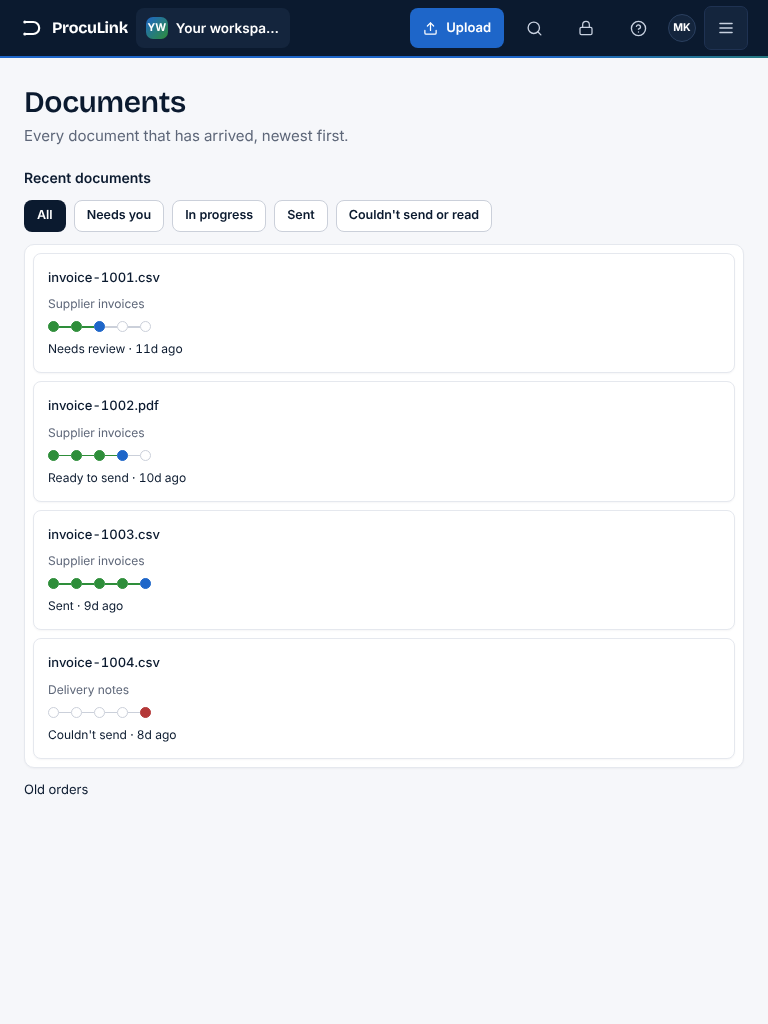 ProcuLink
YW Your workspa...
Upload
MK
Documents
Every document that has arrived, newest first.
Recent documents
All
Needs you
In progress
Sent
Couldn't send or read
invoice-1001.csv
Supplier invoices
Needs review · 11d ago
invoice-1002.pdf
Supplier invoices
Ready to send · 10d ago
invoice-1003.csv
Supplier invoices
Sent · 9d ago
invoice-1004.csv
Delivery notes
Couldn't send · 8d ago
Old orders